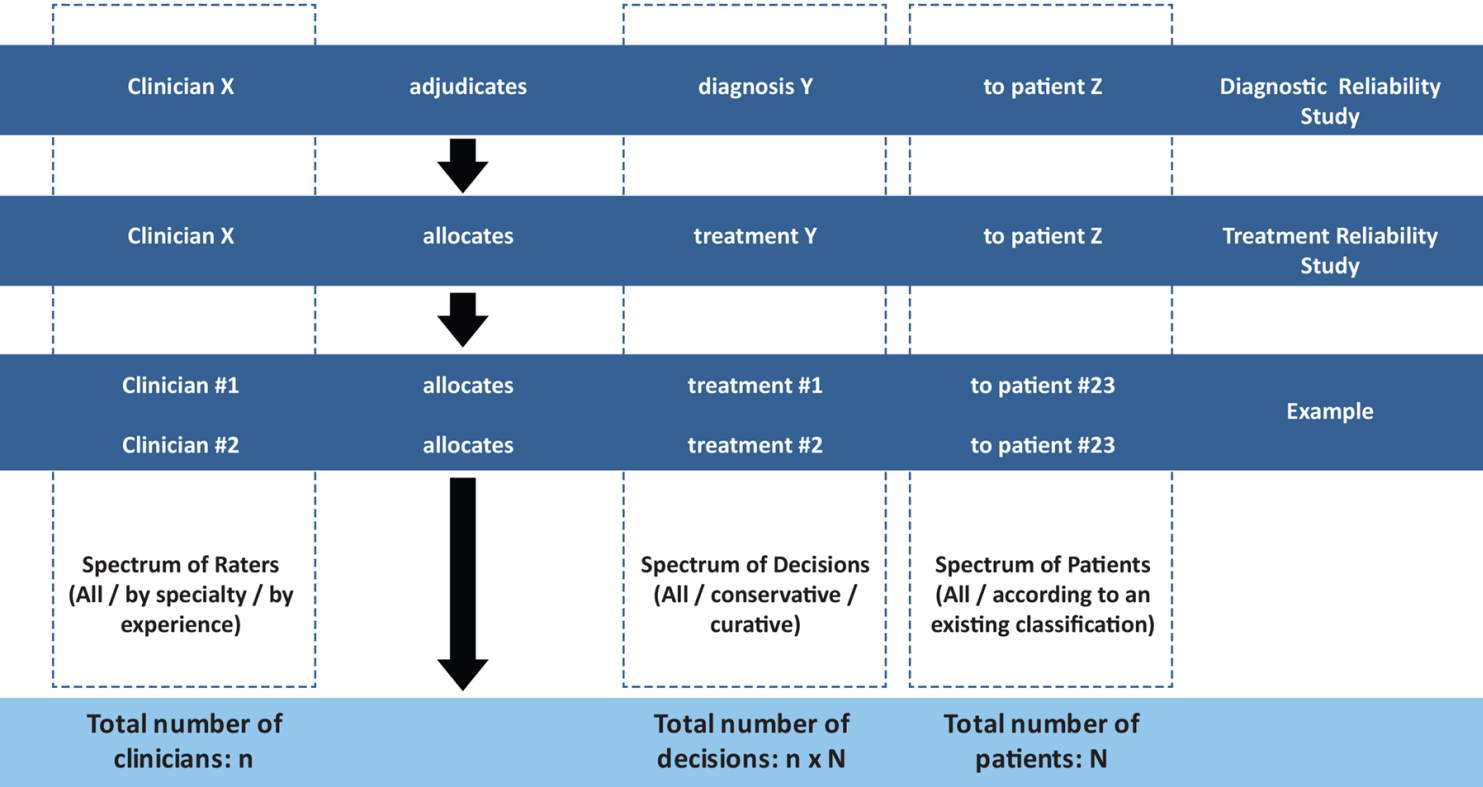 Clinician X adjudicates diagnosis Y to patient Z Diagnostic Reliability
Study
Clinician X allocates treatment Y to patient Z Treatment Reliability
Study
Clinician #1 allocates treatment #1 to patient #23
Example
Clinician #2 allocates treatment #2 to patient #23
Spectrum of Raters
(All / by specialty / by
experience)
Spectrum of Decisions
(All / conservative /
curative)
Spectrum of Patients
(All / according to an
existing classification)
Total number of
clinicians: n
Total number of
decisions: n x N
Total number of
patients: N